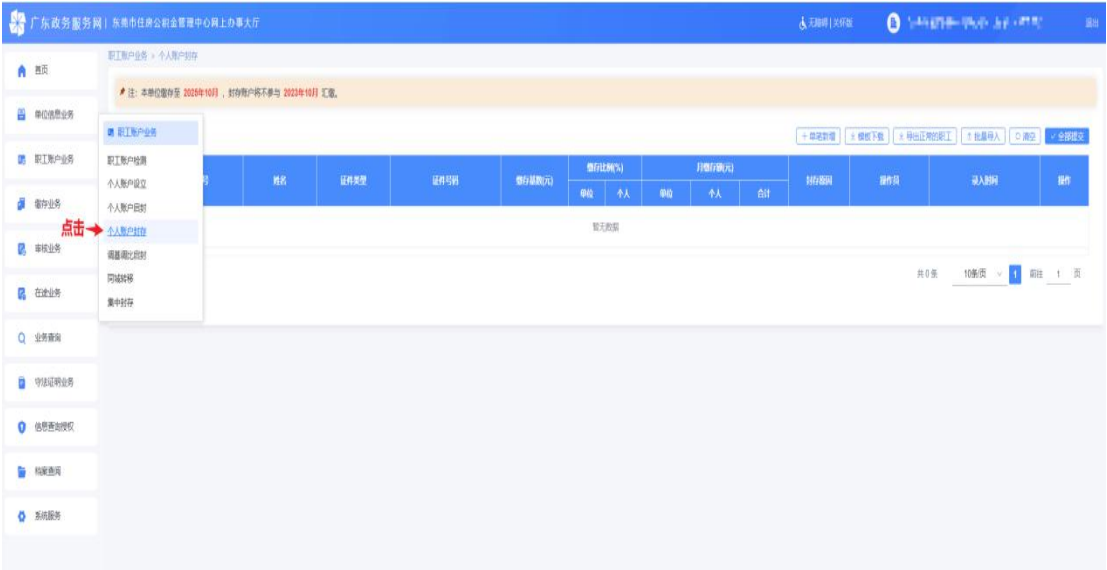 广东政务服务网 | 东莞市住房公积金管理中心网上办事大厅
无障碍 | 关怀版
退出
首页
单位信息业务
职工账户业务
缴存业务
审核业务
在途业务
业务查询
守法证明业务
信息查询授权
档案查阅
系统服务
职工账户业务 > 个人账户封存
注：本单位缴存至 2025年10月 ，封存账户将不参与 2023年10月 汇缴。
单笔新增 模板下载 导出正常的职工 批量导入 清空 全部提交
职工账户业务
职工账户检测
个人账户设立
个人账户启封
点击
个人账户封存
调基调比启封
同城转移
集中封存
号 姓名 证件类型 证件号码 缴存基数(元) 缴存比例(%) 月缴存额(元) 封存原因 操作员 录入时间 操作
单位 个人 单位 个人 合计
暂无数据
共 0 条 10条/页 1 前往 1 页